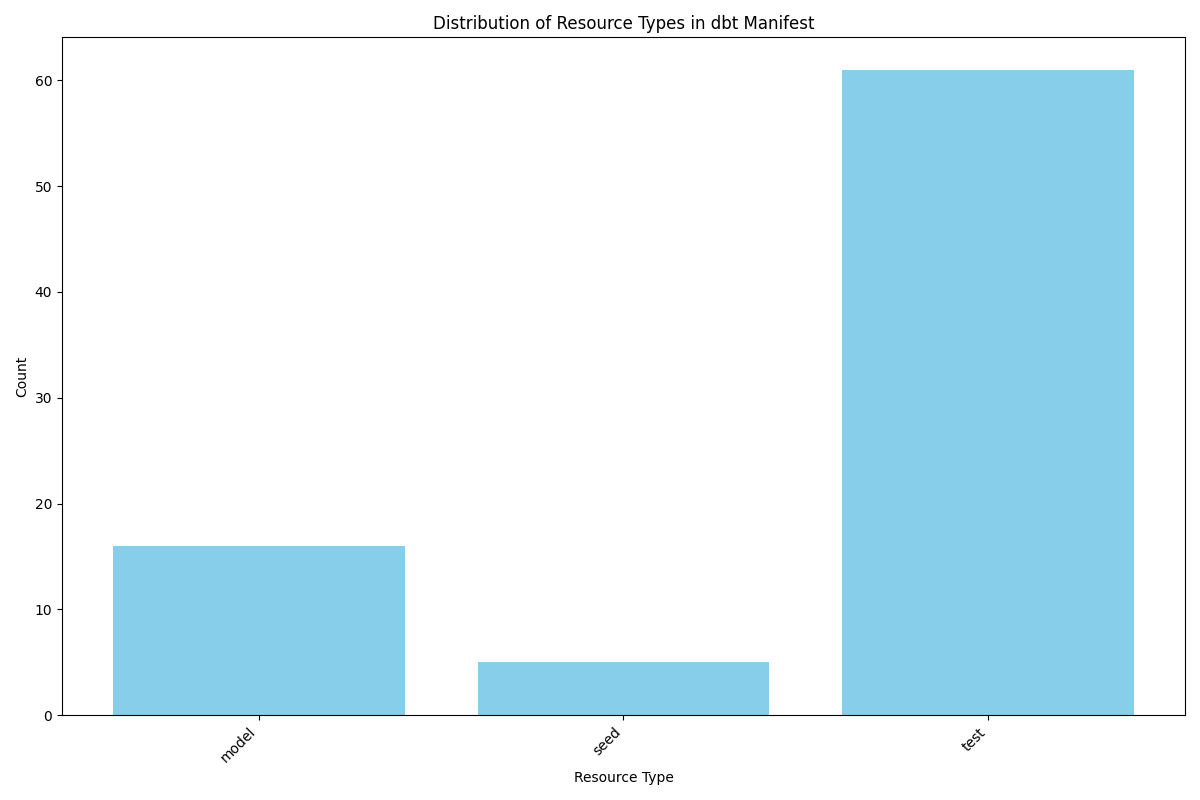 Distribution of Resource Types in dbt Manifest
60
50
40
30
20
10
0
Count
model
seed
test
Resource Type